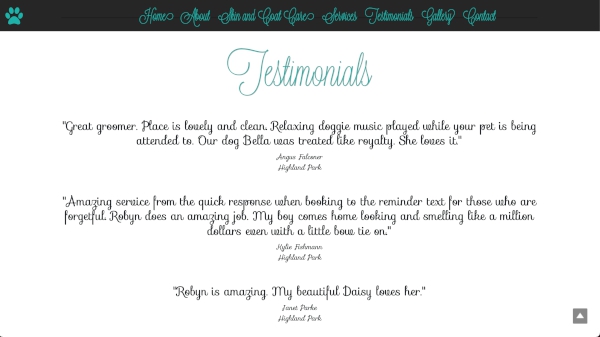 Home About Skin and Coat Care Services Testimonials Gallery Contact
Testimonials
"Great groomer. Place is lovely and clean. Relaxing doggie music played while your pet is being
attended to. Our dog Bella was treated like royalty. She loves it."
Angus Falconer
Highland Park
"Amazing service from the quick response when booking to the reminder text for those who are
forgetful. Robyn does an amazing job. My boy comes home looking and smelling like a million
dollars even with a little bow tie on."
Kylie Fishmann
Highland Park
"Robyn is amazing. My beautiful Daisy loves her."
Janet Parke
Highland Park